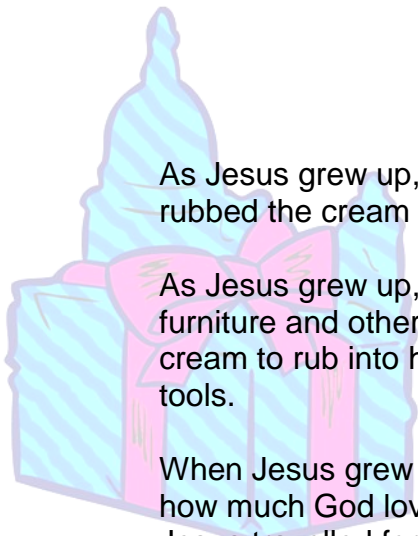 As Jesus grew up,
rubbed the cream
As Jesus grew up,
furniture and other
cream to rub into
tools.
When Jesus grew
how much God